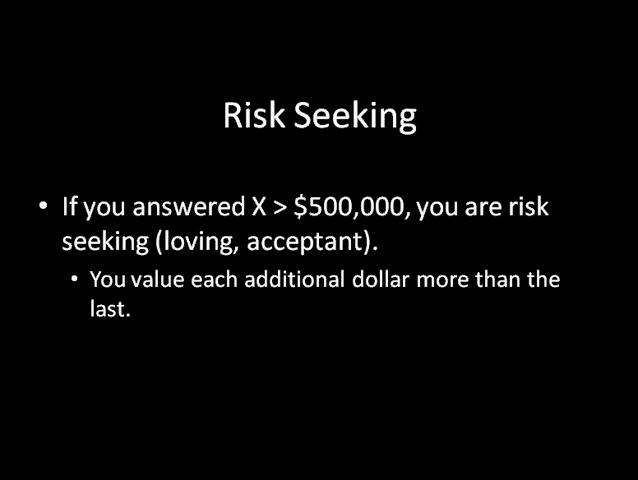 Risk Seeking
• If you answered X > $500,000, you are risk
seeking (loving, acceptant).
• You value each additional dollar more than the
last.